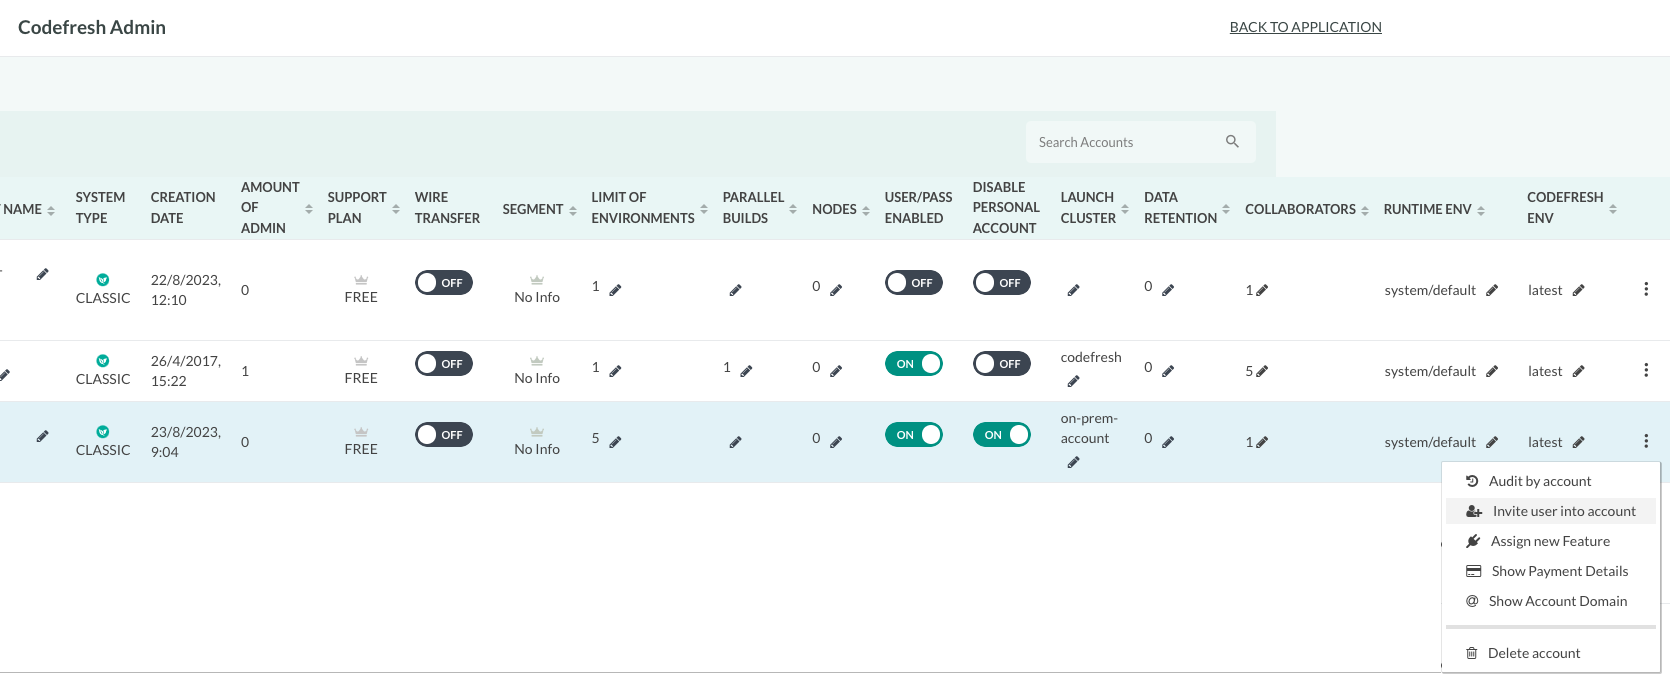 Codefresh Admin
BACK TO APPLICATION
Search Accounts
NAME
SYSTEM TYPE
CREATION DATE
AMOUNT OF ADMIN
SUPPORT PLAN
WIRE TRANSFER
SEGMENT
LIMIT OF ENVIRONMENTS
PARALLEL BUILDS
NODES
USER/PASS ENABLED
DISABLE PERSONAL ACCOUNT
LAUNCH CLUSTER
DATA RETENTION
COLLABORATORS
RUNTIME ENV
CODEFRESH ENV
CLASSIC
22/8/2023, 12:10
0
FREE
OFF
No Info
1
0
OFF
OFF
0
1
system/default
latest
CLASSIC
26/4/2017, 15:22
1
FREE
OFF
No Info
1
1
0
ON
OFF
codefresh
0
5
system/default
latest
CLASSIC
23/8/2023, 9:04
0
FREE
OFF
No Info
5
0
ON
ON
on-prem-account
0
1
system/default
latest
Audit by account
Invite user into account
Assign new Feature
Show Payment Details
@ Show Account Domain
Delete account